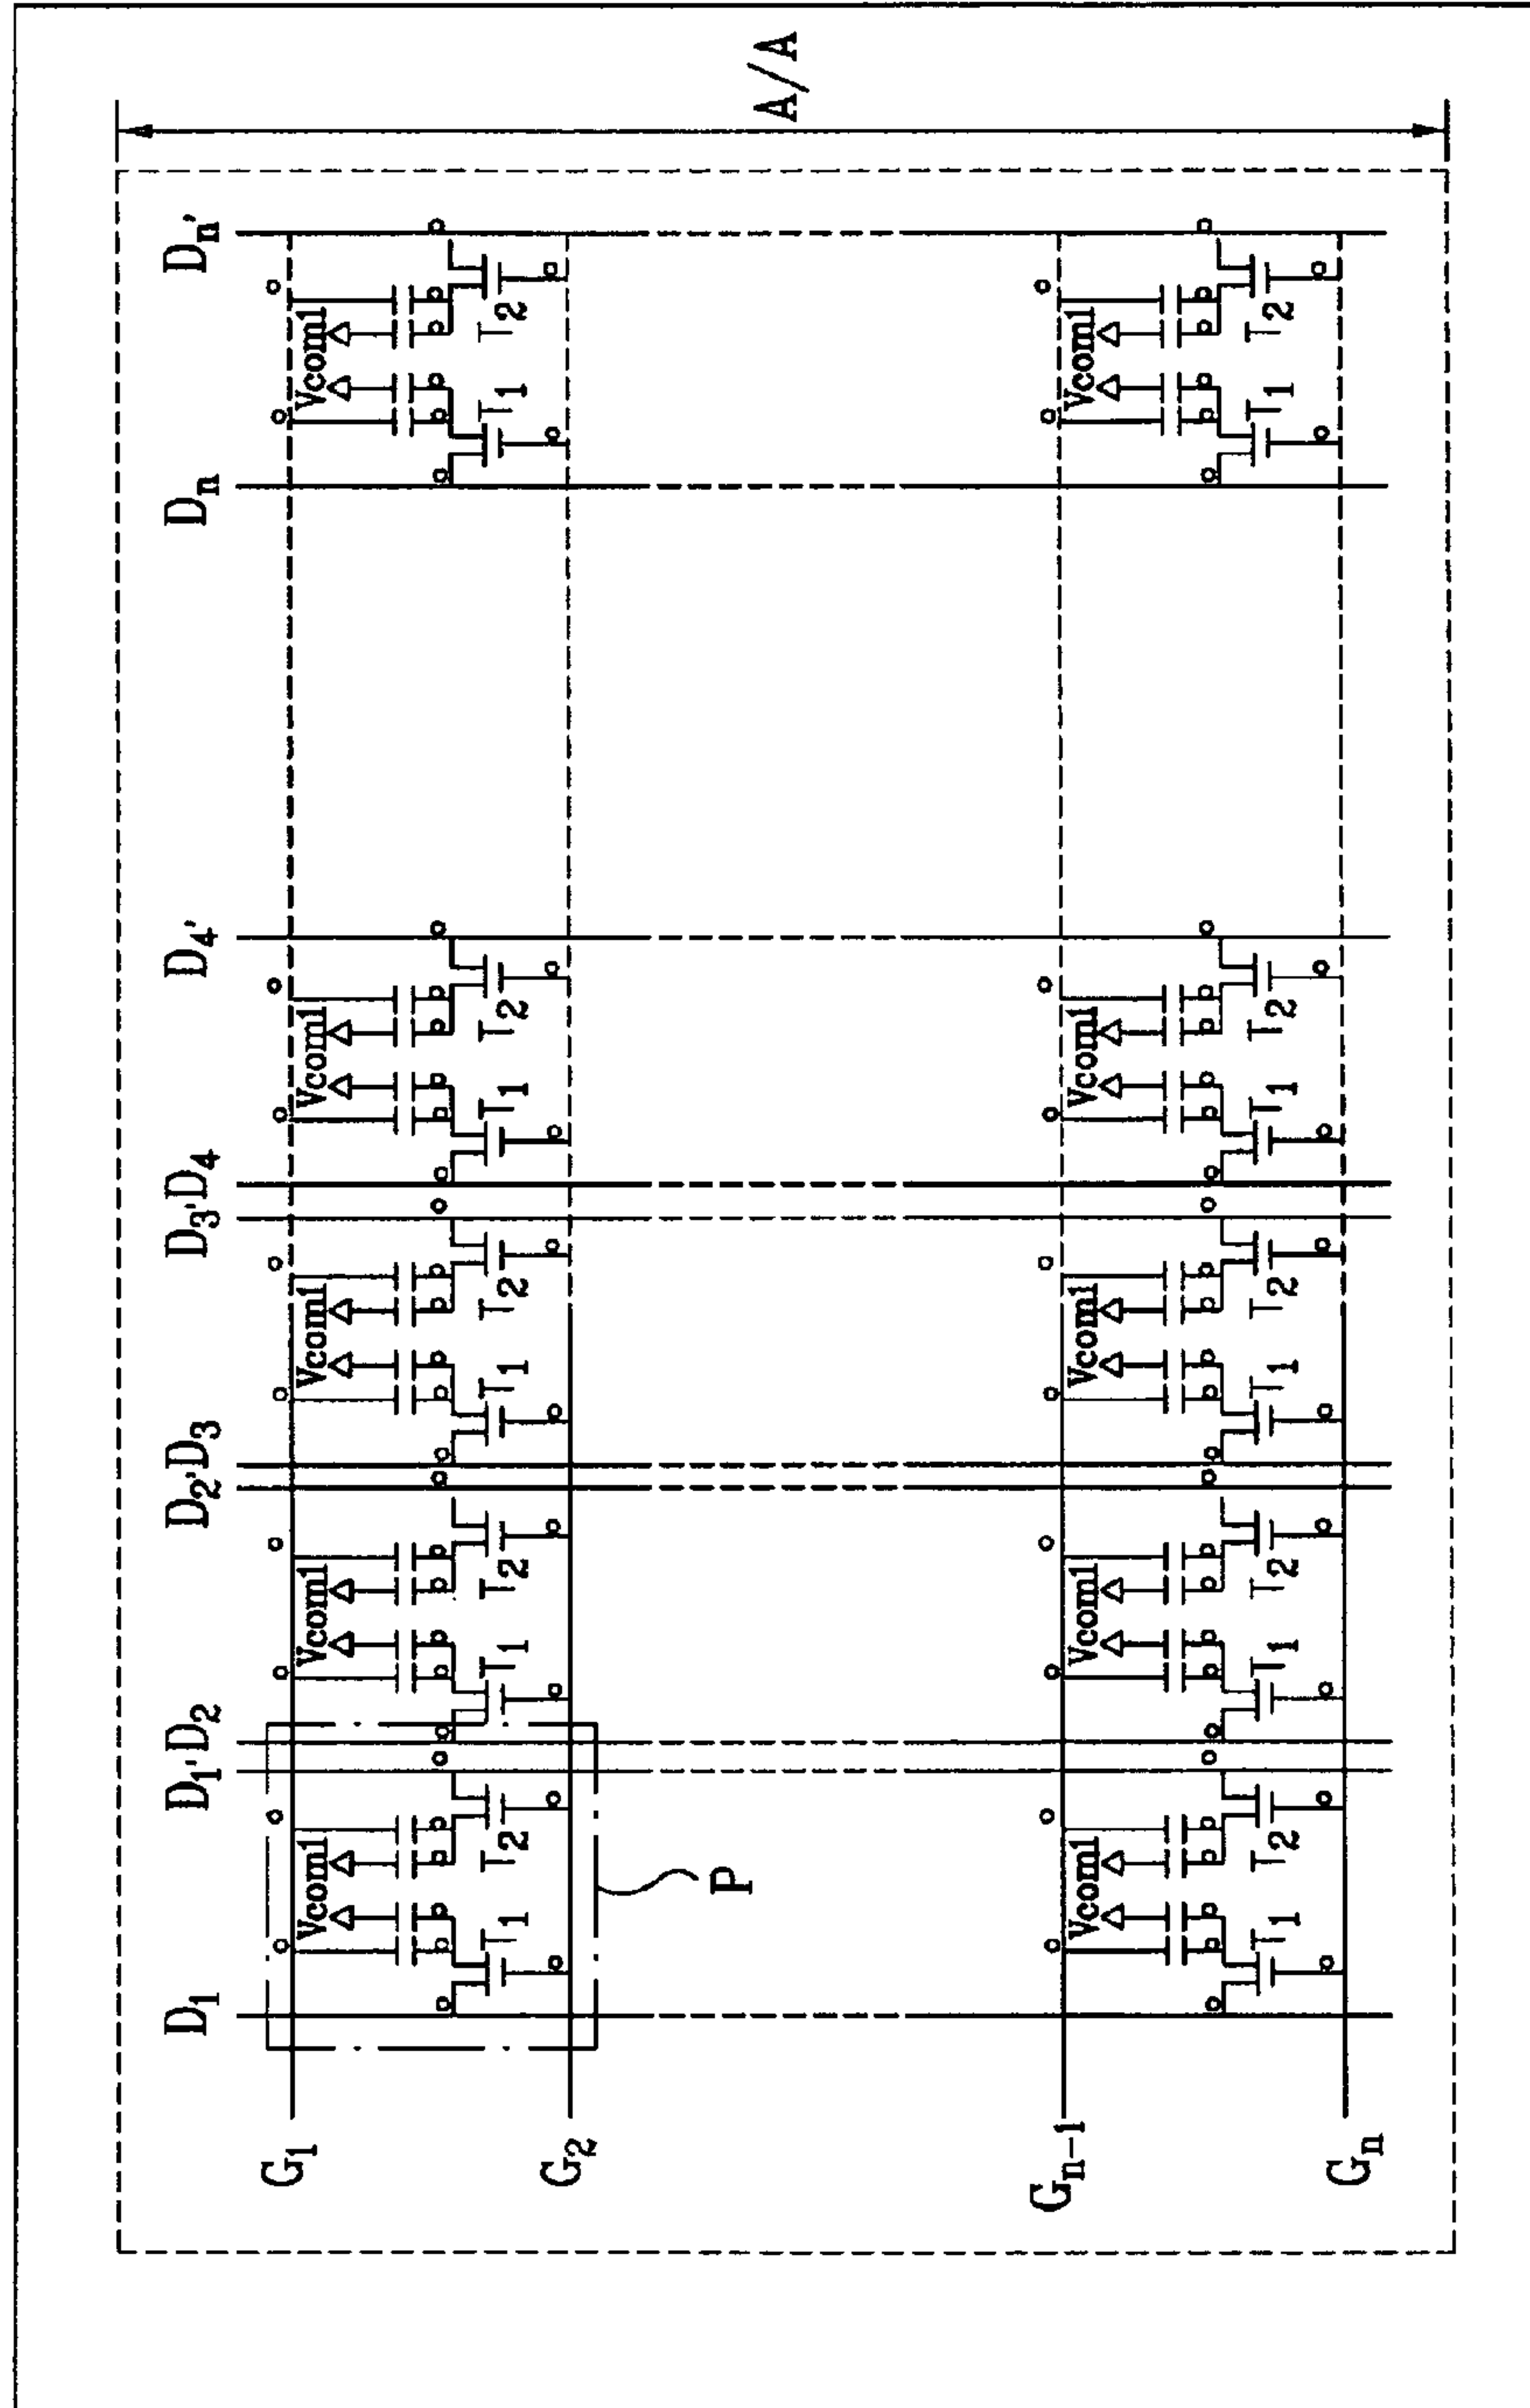 A/A
D₁ D₁' D₂ D₂' D₃ D₃' D₄ D₄' Dₙ Dₙ'
G₁
Vcom1 Vcom1 Vcom1 Vcom1 Vcom1
T1 T2 T1 T2 T1 T2 T1 T2 T1 T2
G₂
P
Gₙ₋₁
Vcom1 Vcom1 Vcom1 Vcom1 Vcom1
T1 T2 T1 T2 T1 T2 T1 T2 T1 T2
Gₙ